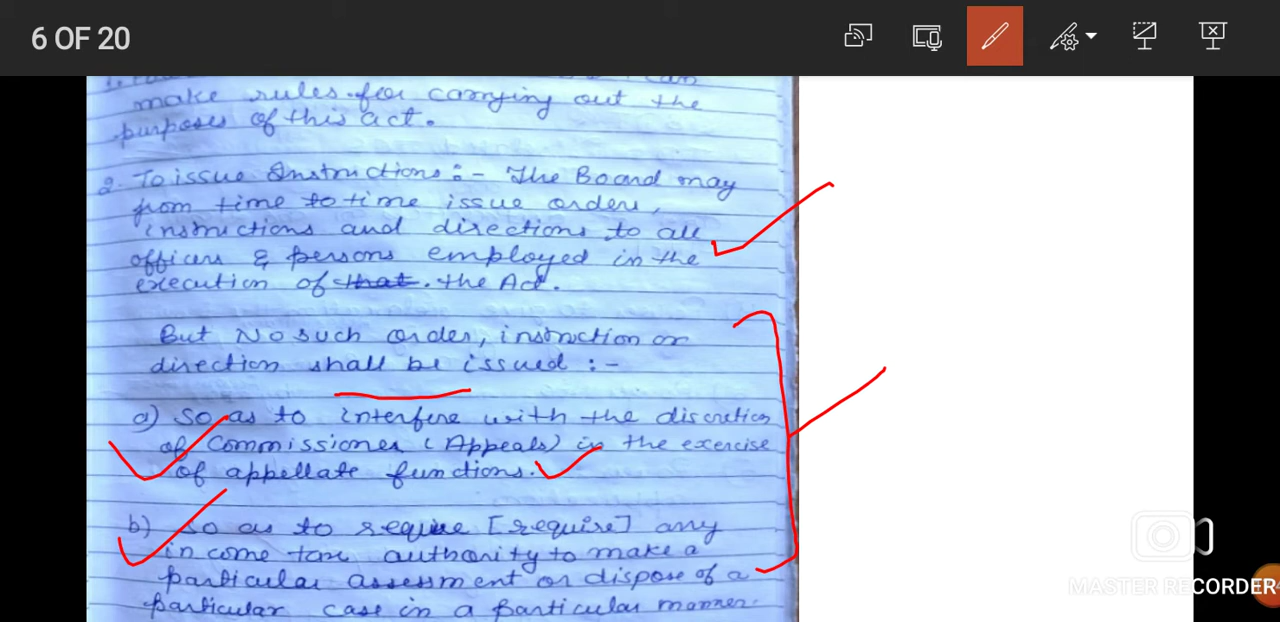 6 OF 20
make rules for carrying out the
purposes of this act.
2. To issue Instructions :- The Board may
from time to time issue orders,
instructions and directions to all
officers & persons employed in the
execution of that. the Act.
But No such order, instruction or
direction shall be issued :-
a) So as to interfere with the discretion
of Commissioner (Appeals) in the exercise
of appellate functions.
b) So as to require [require] any
income tax authority to make a
particular assessment or dispose of a
particular case in a particular manner.
MASTER RECORDER